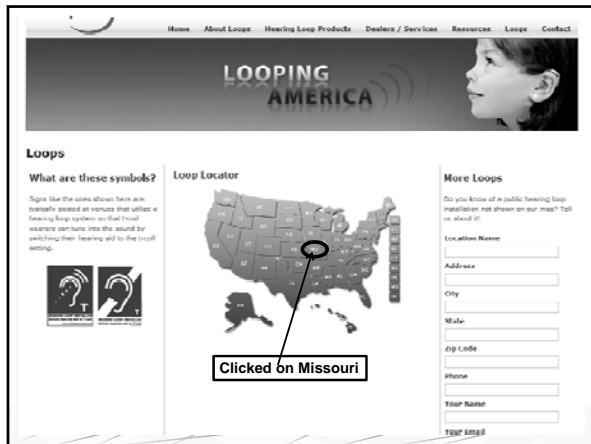 Home About Loops Hearing Loop Products Dealers / Services Resources Loops Contact
LOOPING
AMERICA
Loops
What are these symbols?
Signs like the ones shown here are
typically posted at venues that utilize a
hearing loop system so that t-coil
wearers can tune into the sound by
switching their hearing aid to the t-coil
setting.
T
T
Loop Locator
MO
Clicked on Missouri
More Loops
Do you know of a public hearing loop
installation not shown on our map? Tell
us about it!
Location Name
Address
City
State
Zip Code
Phone
Your Name
Your Email